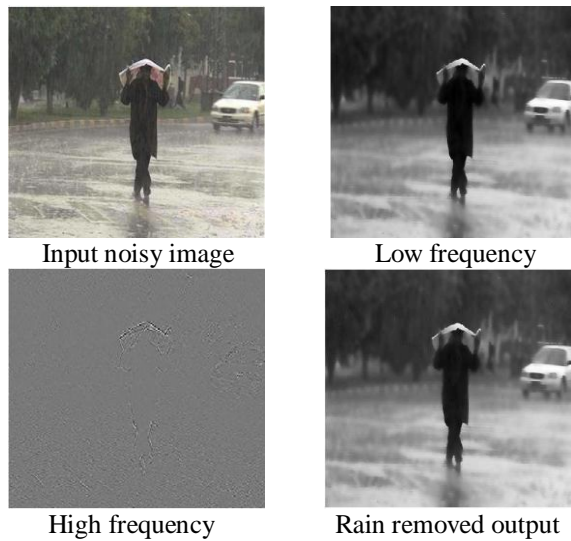 Input noisy image
Low frequency
High frequency
Rain removed output